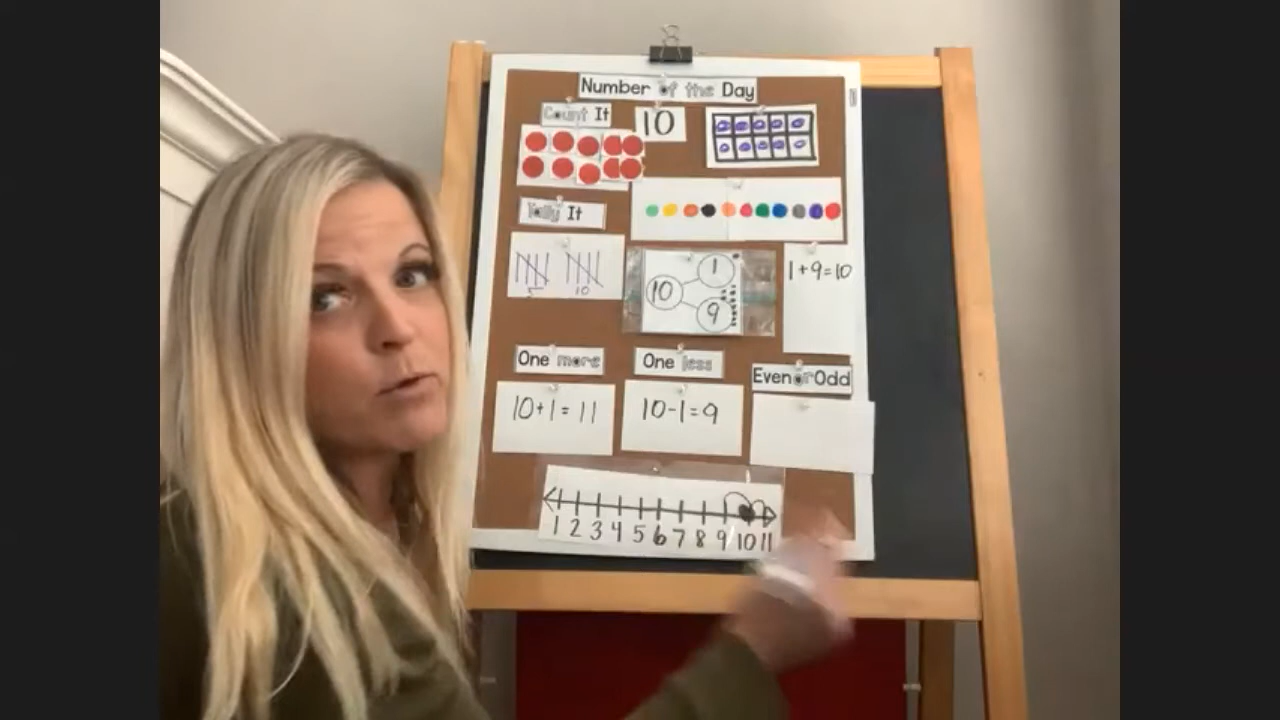 Number of the Day
Count It
10
Tally It
5 10
10
1
9
1+9=10
One more
One less
Even or Odd
10+1=11
10-1=9
1 2 3 4 5 6 7 8 9 10 11